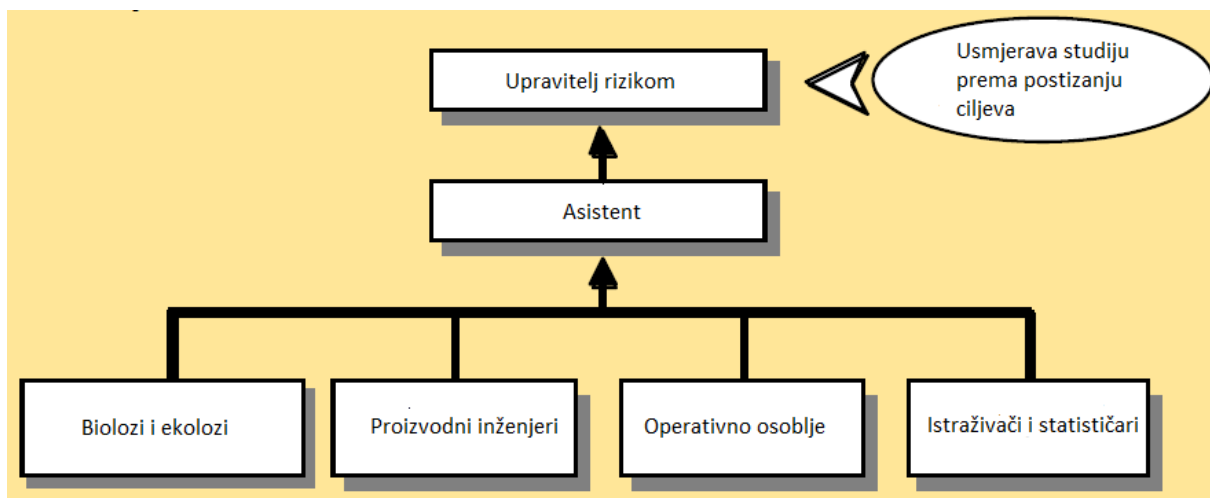 Upravitelj rizikom
Usmjerava studiju
prema postizanju
ciljeva
Asistent
Biolozi i ekolozi
Proizvodni inženjeri
Operativno osoblje
Istraživači i statističari